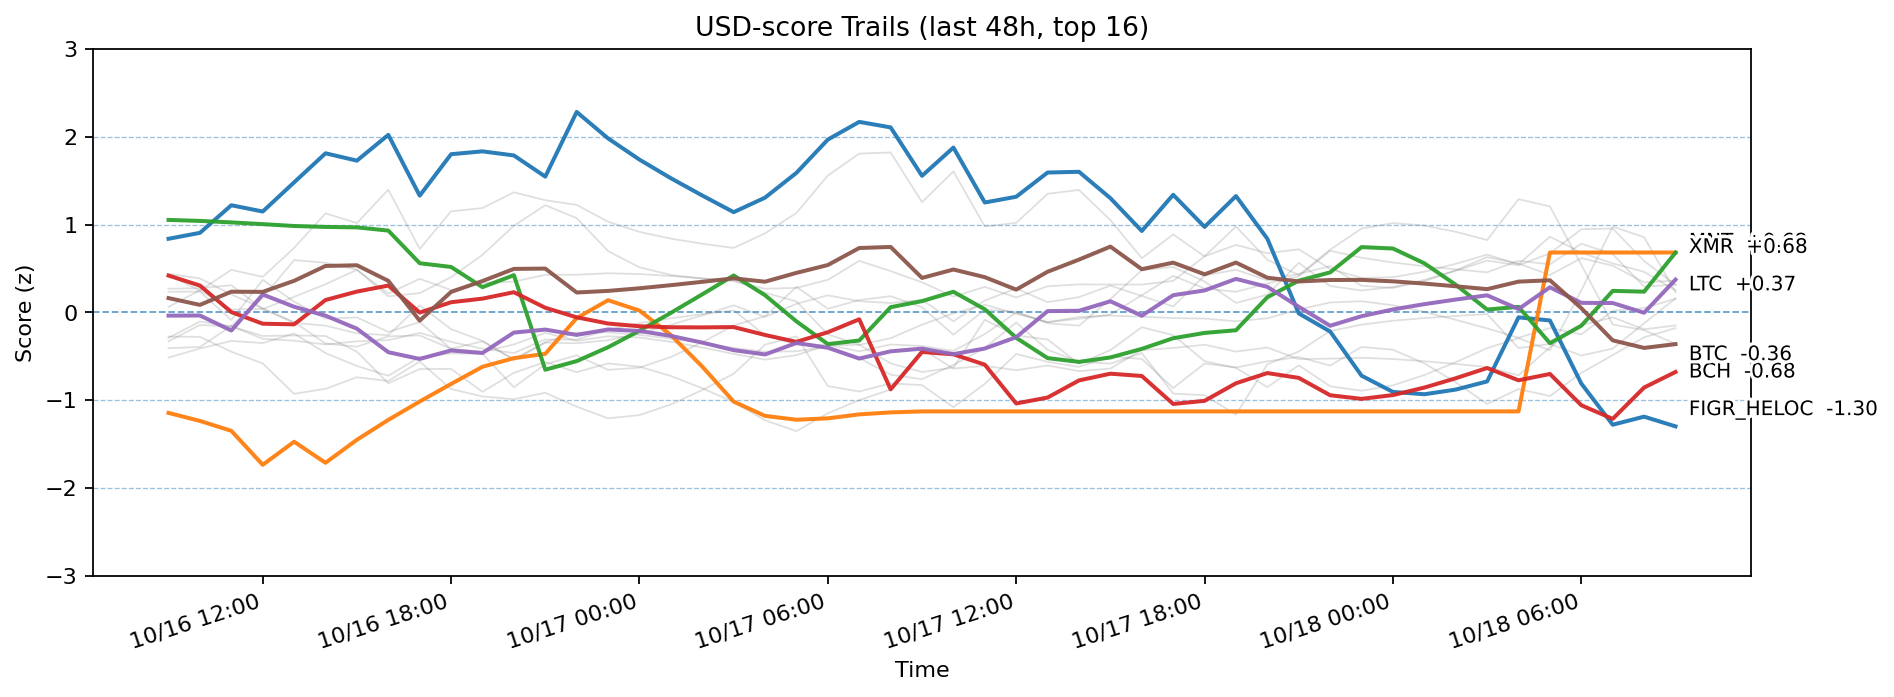 USD-score Trails (last 48h, top 16)
Score (z)
3
2
1
0
−1
−2
−3
XMR +0.68
LTC +0.37
BTC -0.36
BCH -0.68
FIGR_HELOC -1.30
10/16 12:00
10/16 18:00
10/17 00:00
10/17 06:00
10/17 12:00
10/17 18:00
10/18 00:00
10/18 06:00
Time